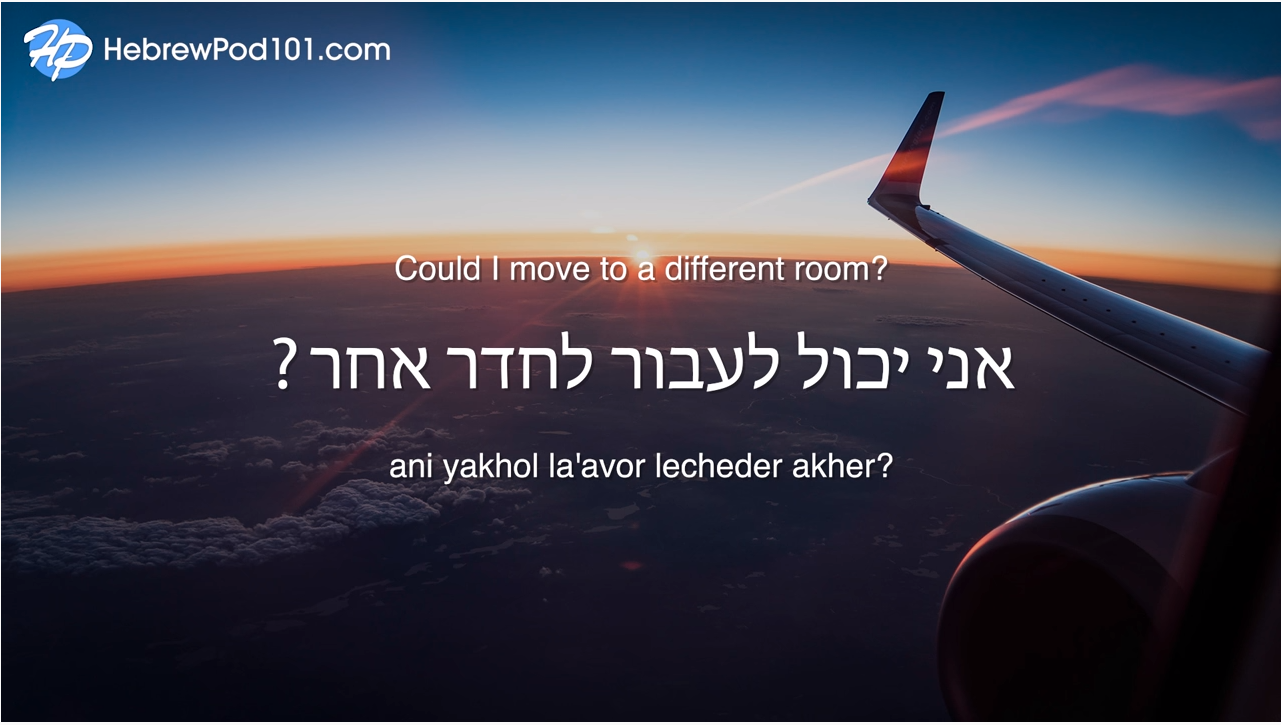 HebrewPod101.com
Could I move to a different room?
אני יכול לעבור לחדר אחר?
ani yakhol la'avor lecheder akher?